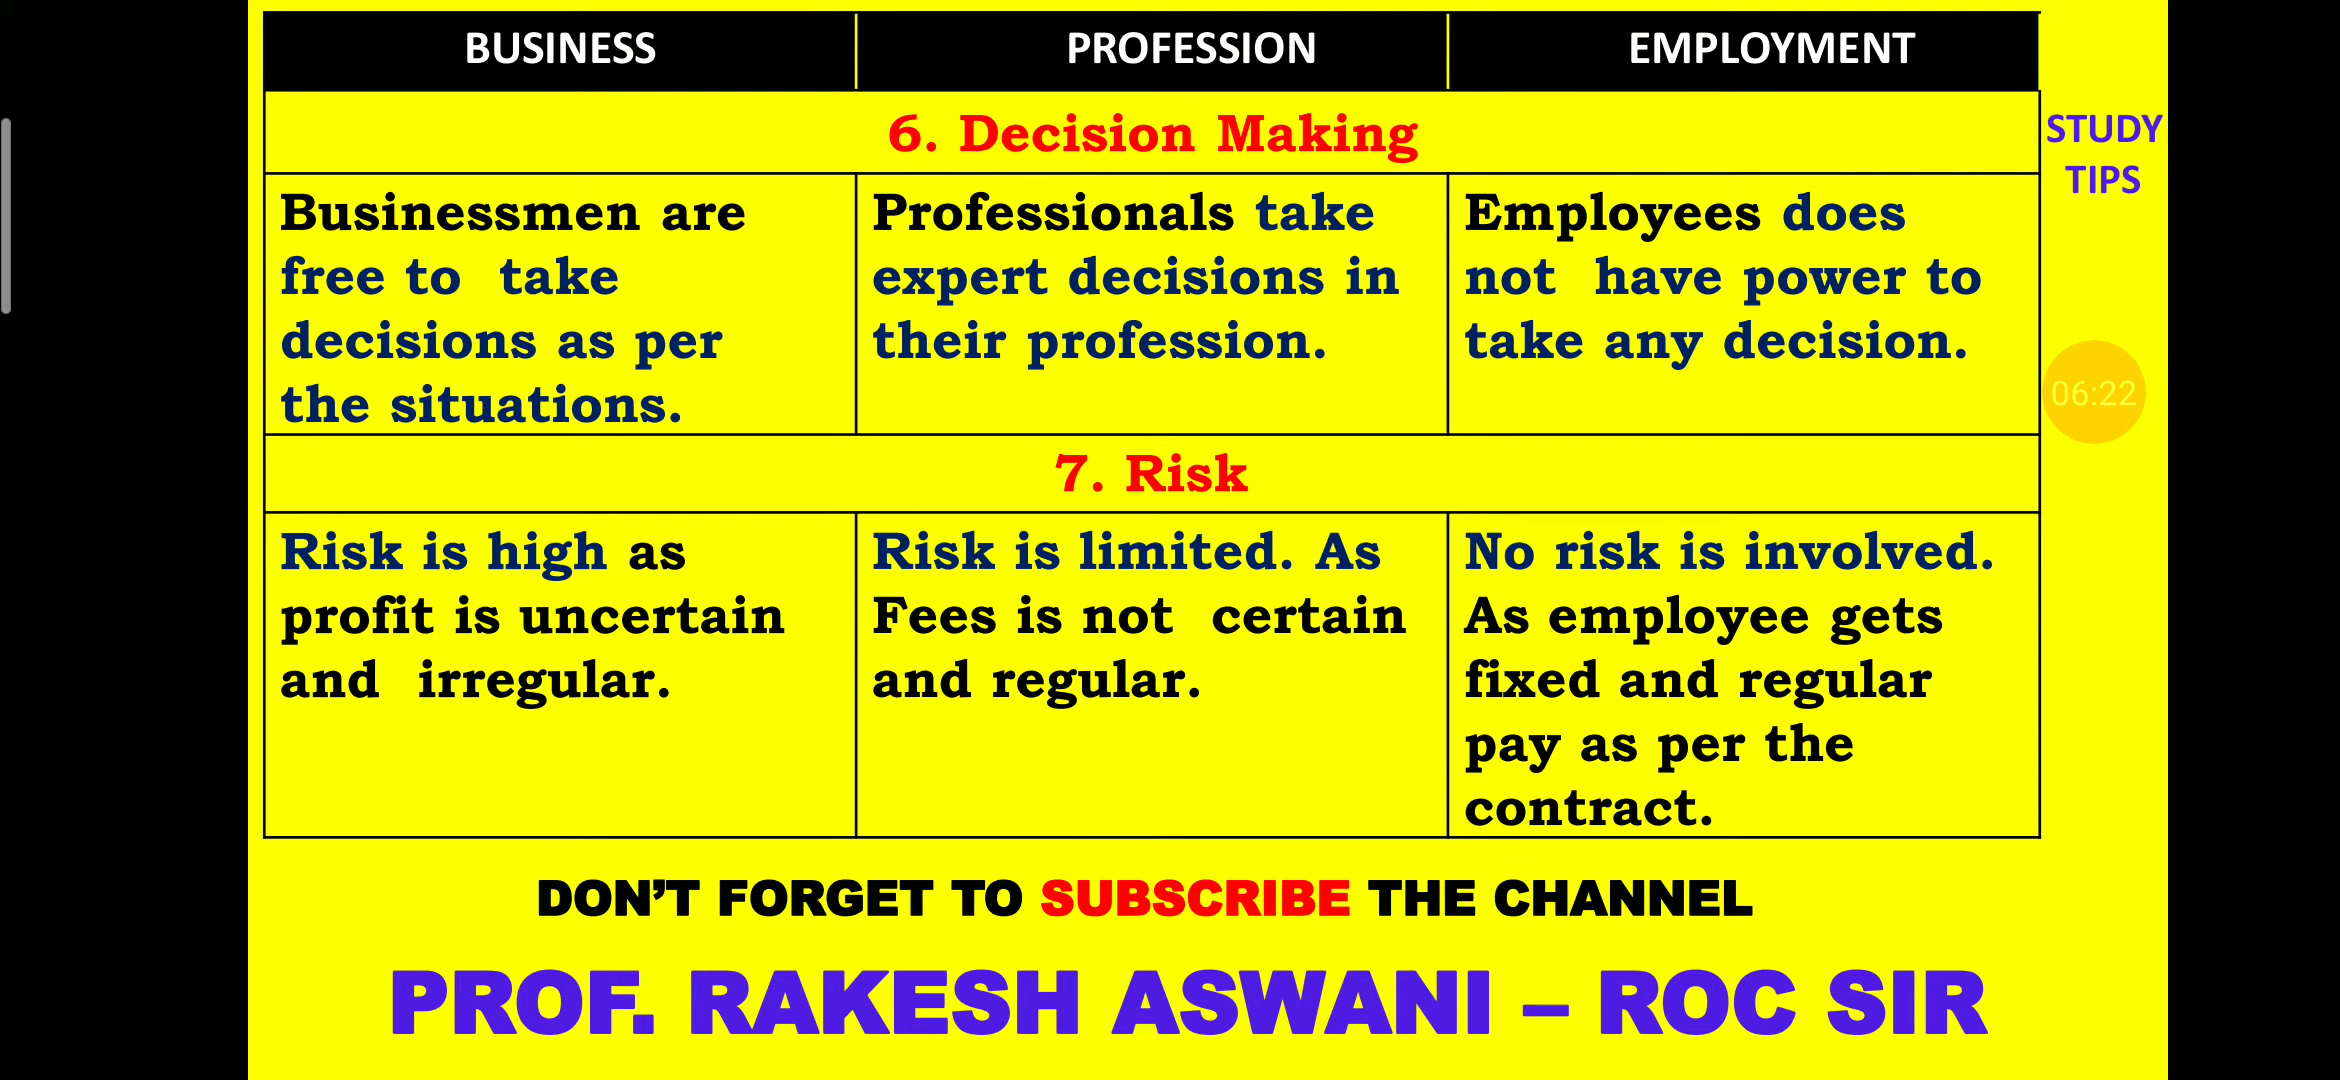 BUSINESS PROFESSION EMPLOYMENT
6. Decision Making
Businessmen are
free to take
decisions as per
the situations.
Professionals take
expert decisions in
their profession.
Employees does
not have power to
take any decision.
7. Risk
Risk is high as
profit is uncertain
and irregular.
Risk is limited. As
Fees is not certain
and regular.
No risk is involved.
As employee gets
fixed and regular
pay as per the
contract.
STUDY
TIPS
06:22
DON’T FORGET TO SUBSCRIBE THE CHANNEL
PROF. RAKESH ASWANI – ROC SIR